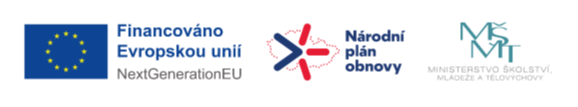 Financováno
Evropskou unií
NextGenerationEU
Národní
plán
obnovy
MŠMT
MINISTERSTVO ŠKOLSTVÍ,
MLÁDEŽE A TĚLOVÝCHOVY